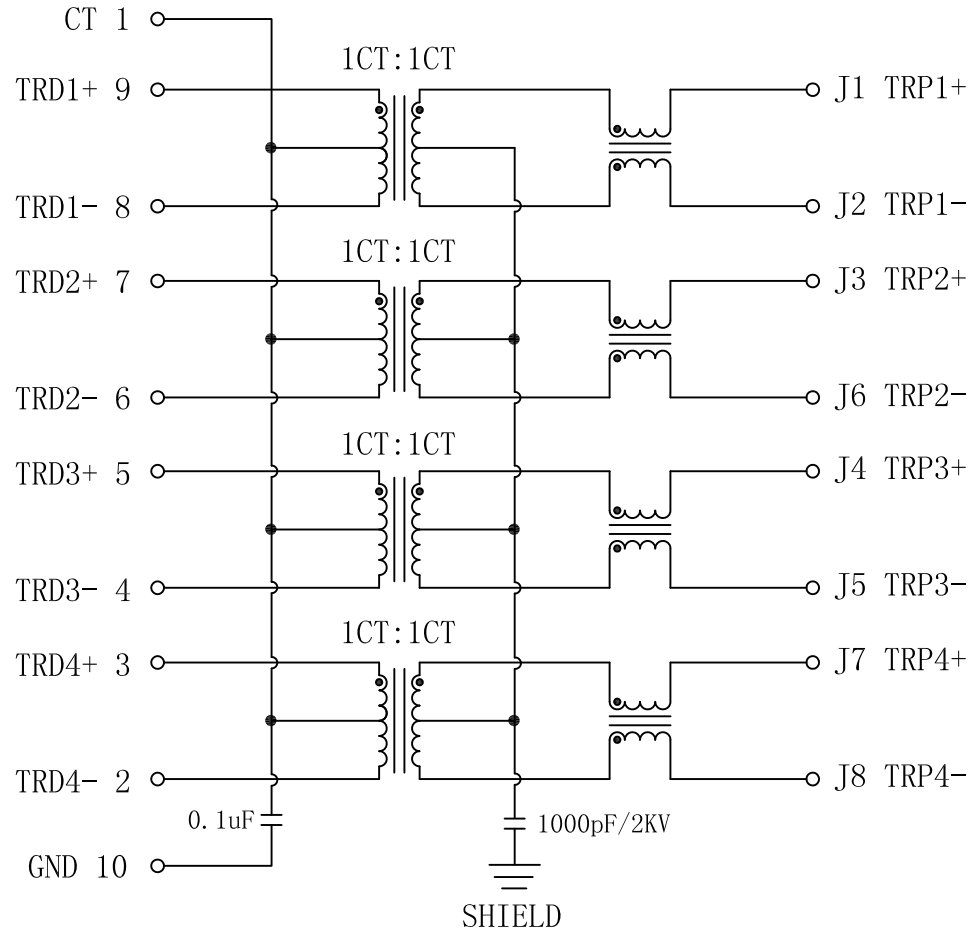 CT 1
1CT:1CT
TRD1+ 9
J1 TRP1+
TRD1- 8
J2 TRP1-
1CT:1CT
TRD2+ 7
J3 TRP2+
TRD2- 6
J6 TRP2-
1CT:1CT
TRD3+ 5
J4 TRP3+
TRD3- 4
J5 TRP3-
1CT:1CT
TRD4+ 3
J7 TRP4+
TRD4- 2
J8 TRP4-
0.1uF
1000pF/2KV
GND 10
SHIELD